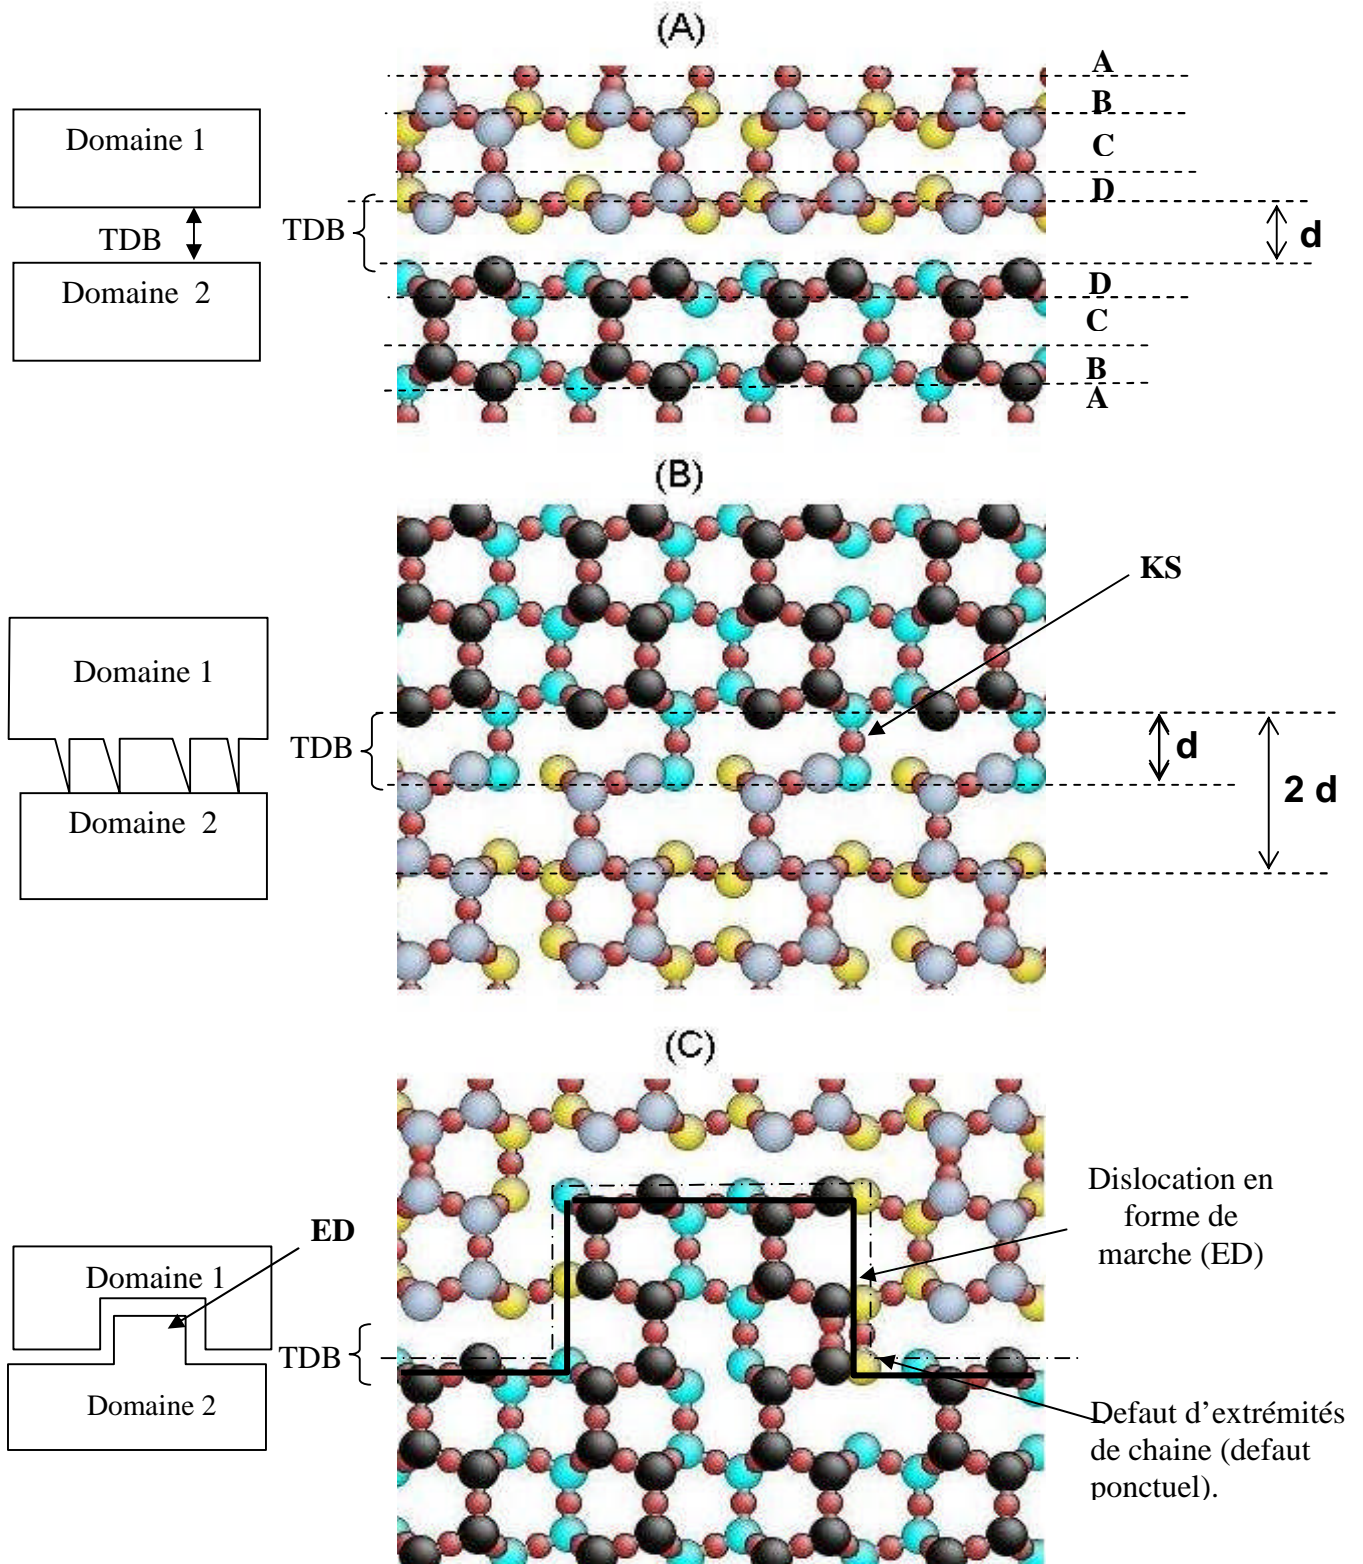 (A)
A
B
C
D
Domaine 1
TDB
Domaine 2
TDB
d
D
C
B
A
(B)
KS
Domaine 1
TDB
Domaine 2
d
2 d
(C)
ED
Domaine 1
TDB
Domaine 2
Dislocation en
forme de
marche (ED)
Defaut d’extrémités
de chaine (defaut
ponctuel).